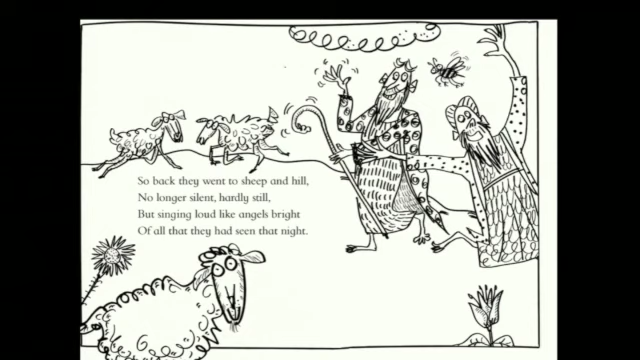 So back they went to sheep and hill,
No longer silent, hardly still,
But singing loud like angels bright
Of all that they had seen that night.